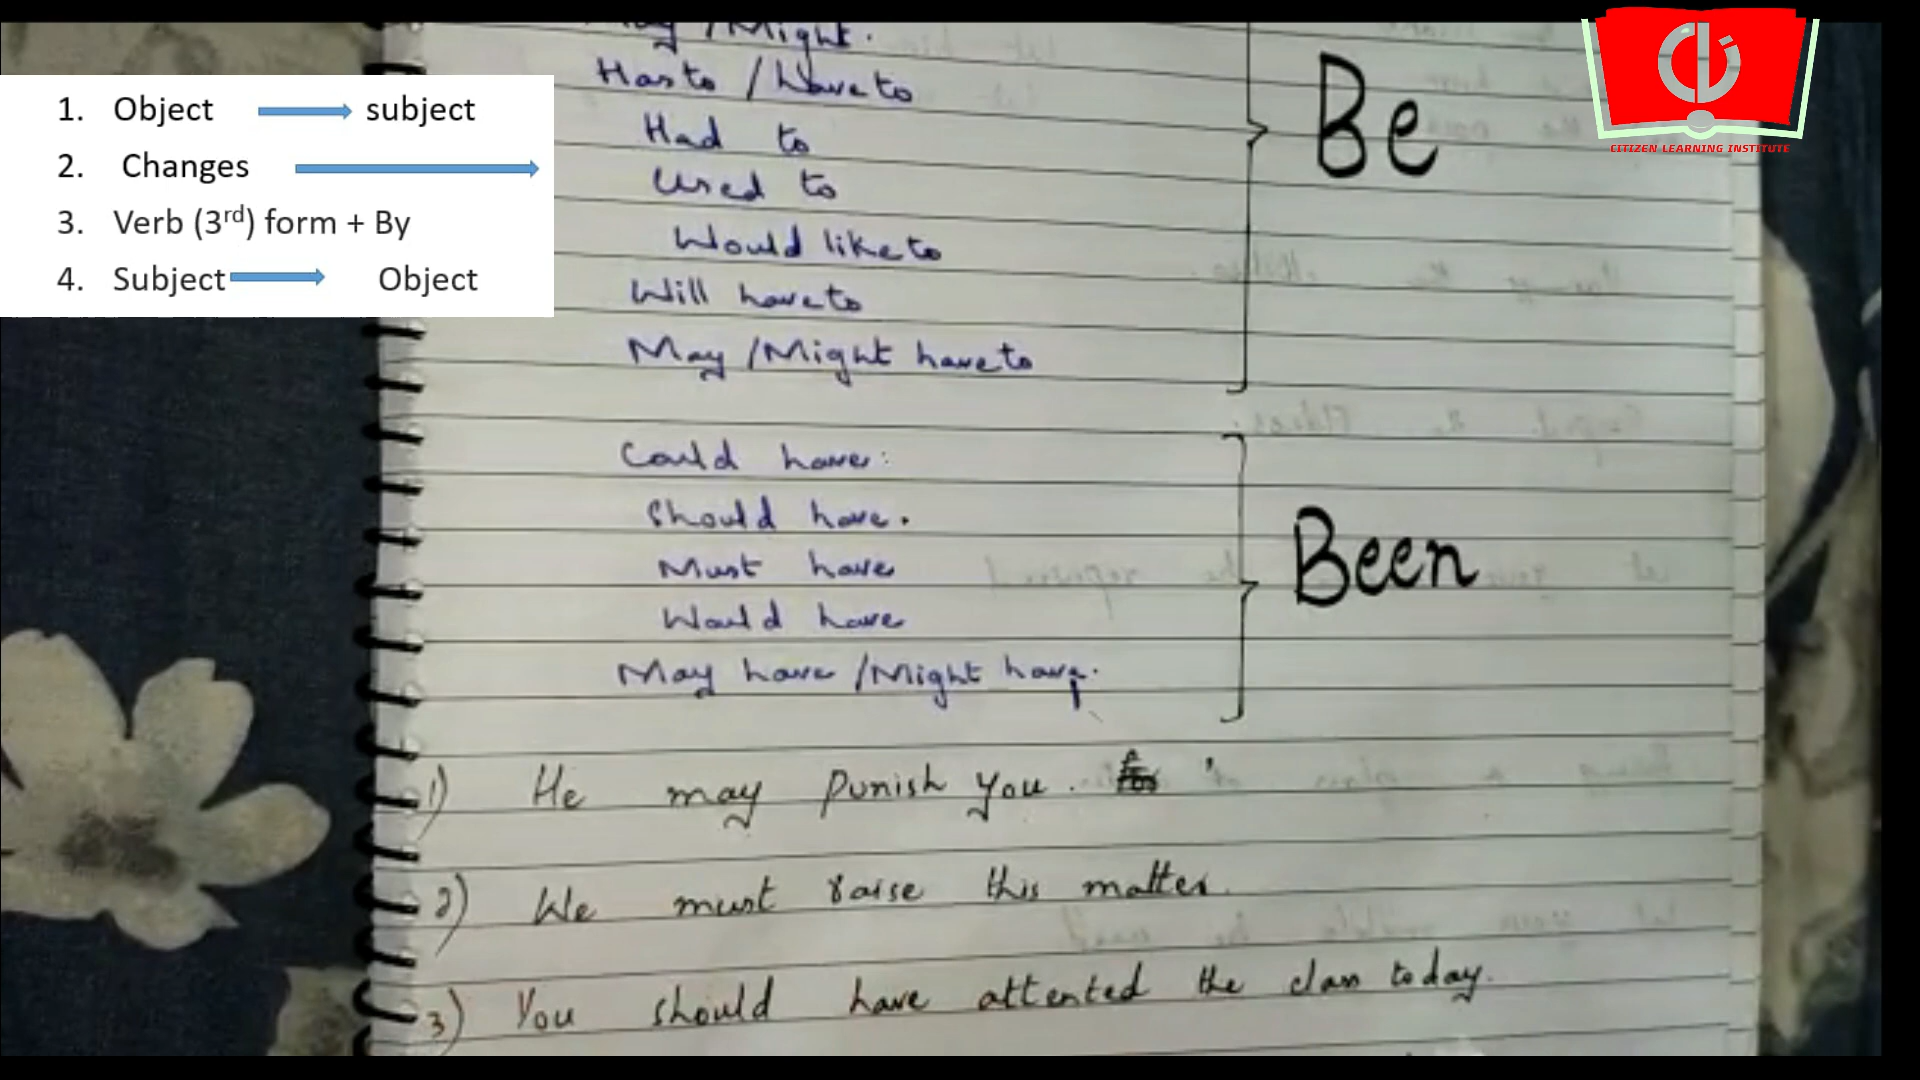 1. Object → subject
2. Changes →
3. Verb (3rd) form + By
4. Subject → Object
CITIZEN LEARNING INSTITUTE
May / Might.
Has to / have to
Had to
Used to
Would like to
Will have to
May / Might have to
Be
Could have:
Should have.
Must have
Would have
May have / Might have.
Been
1) He may punish you.
2) We must raise this matter.
3) You should have attented the class today.